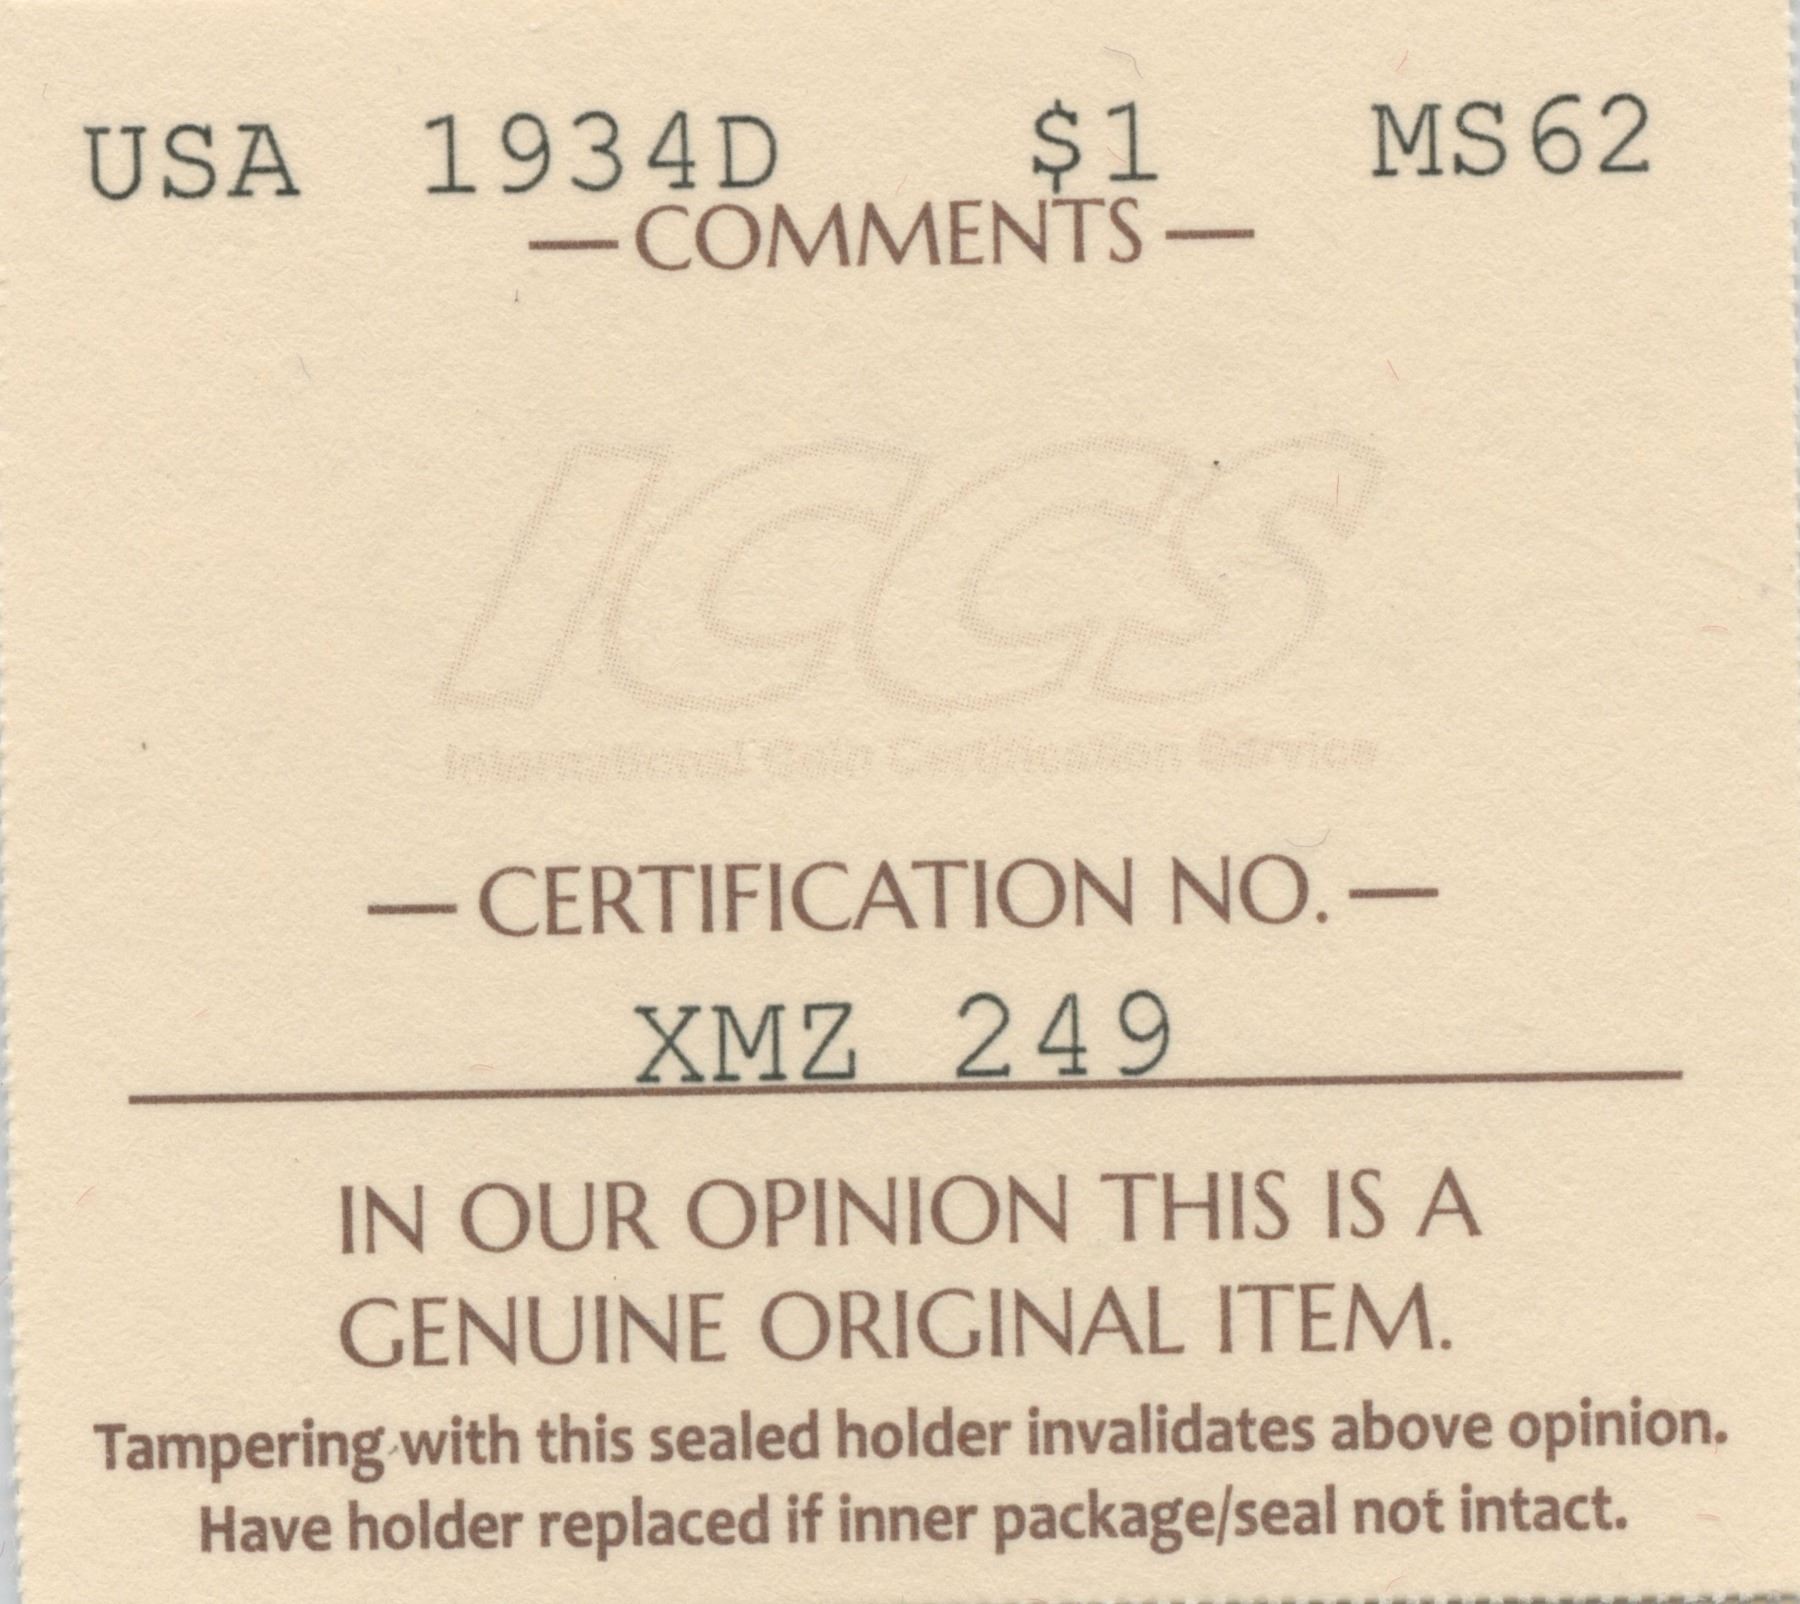 USA 1934D $1 MS62
—COMMENTS—
ICCS
International Coin Certification Service
—CERTIFICATION NO.—
XMZ 249
IN OUR OPINION THIS IS A
GENUINE ORIGINAL ITEM.
Tampering with this sealed holder invalidates above opinion.
Have holder replaced if inner package/seal not intact.